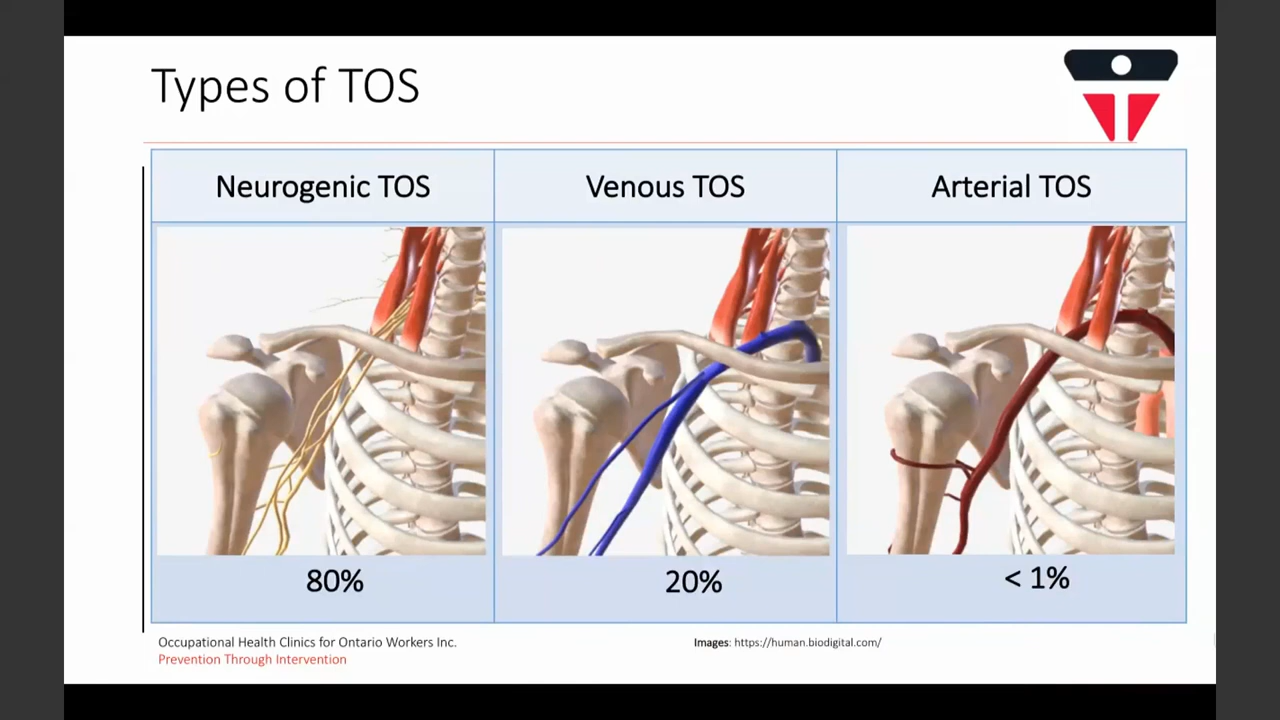 Types of TOS
Neurogenic TOS
Venous TOS
Arterial TOS
80%
20%
< 1%
Occupational Health Clinics for Ontario Workers Inc.
Prevention Through Intervention
Images: https://human.biodigital.com/